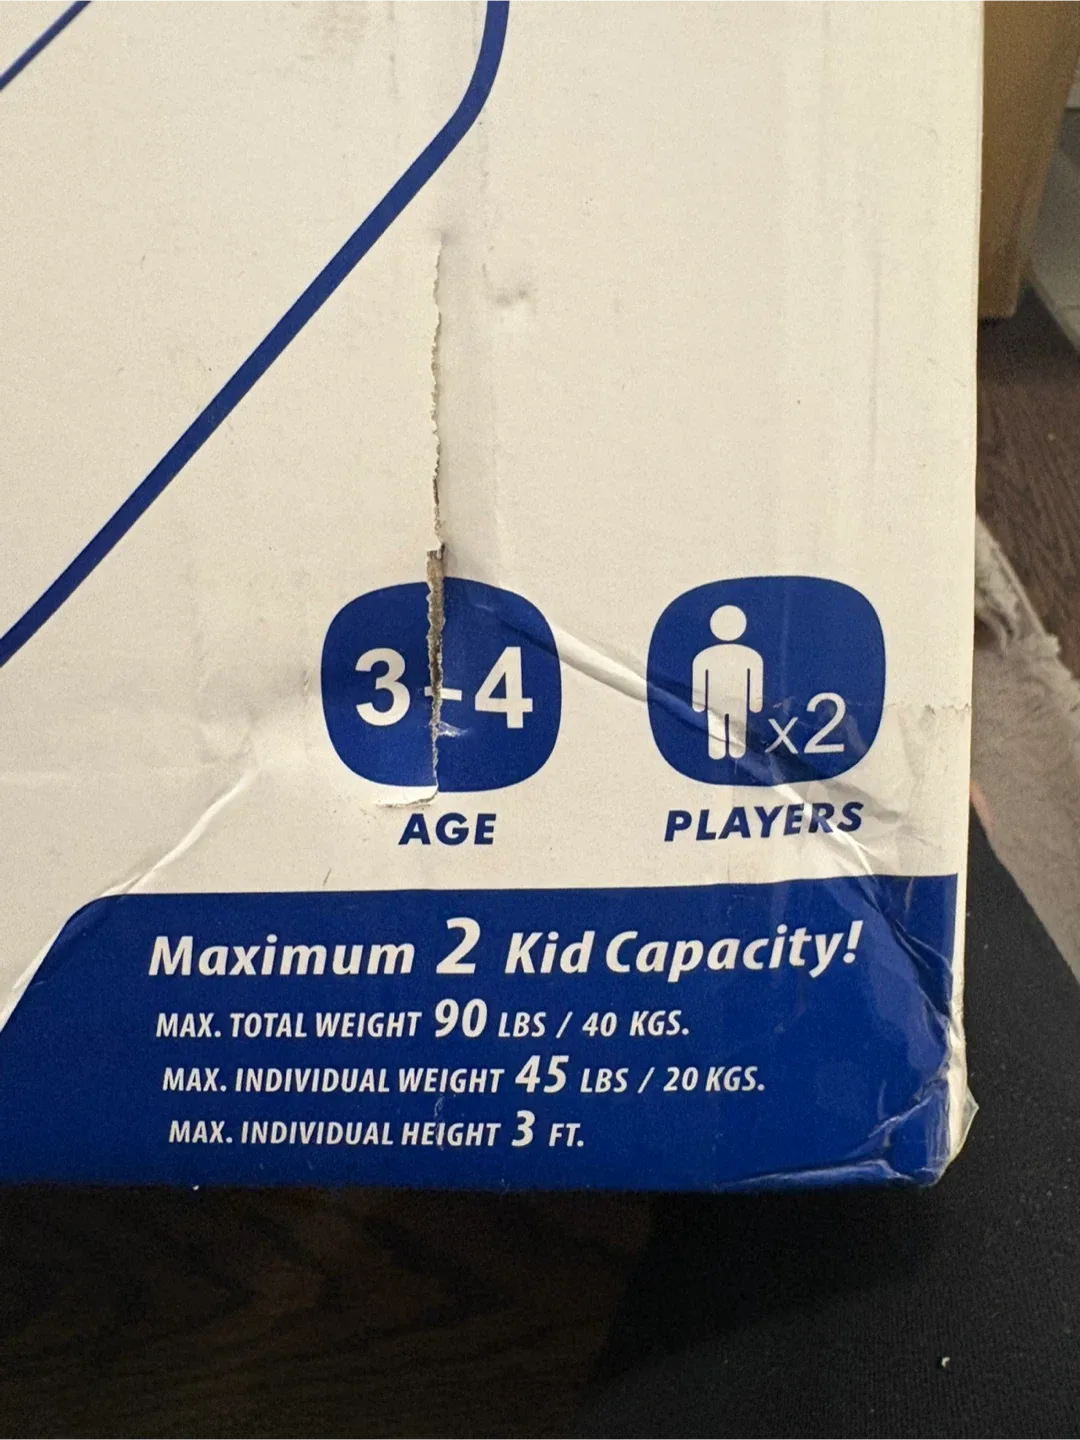 3-4
x2
AGE
PLAYERS
Maximum 2 Kid Capacity!
MAX. TOTAL WEIGHT 90 LBS / 40 KGS.
MAX. INDIVIDUAL WEIGHT 45 LBS / 20 KGS.
MAX. INDIVIDUAL HEIGHT 3 FT.